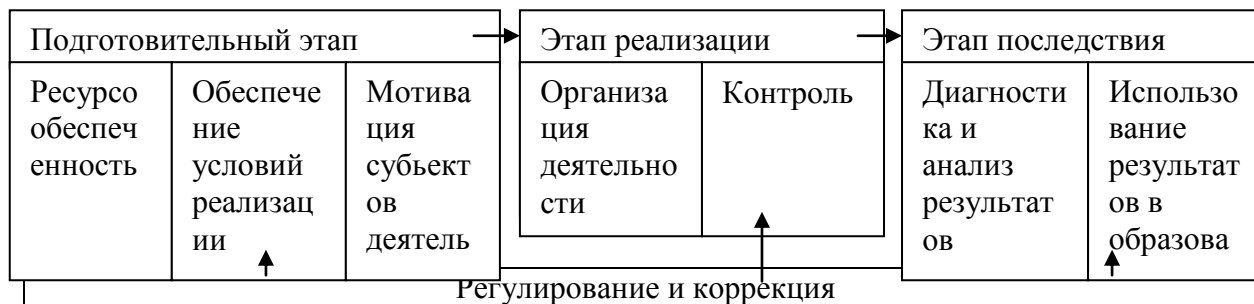 Подготовительный этап
Ресурсо
обеспеч
енность
Обеспече
ние
условий
реализац
ии
Мотива
ция
субьект
ов
деятель
Этап реализации
Организа
ция
деятельно
сти
Контроль
Этап последствия
Диагности
ка и
анализ
результат
ов
Использо
вание
результат
ов в
образова
Регулирование и коррекция